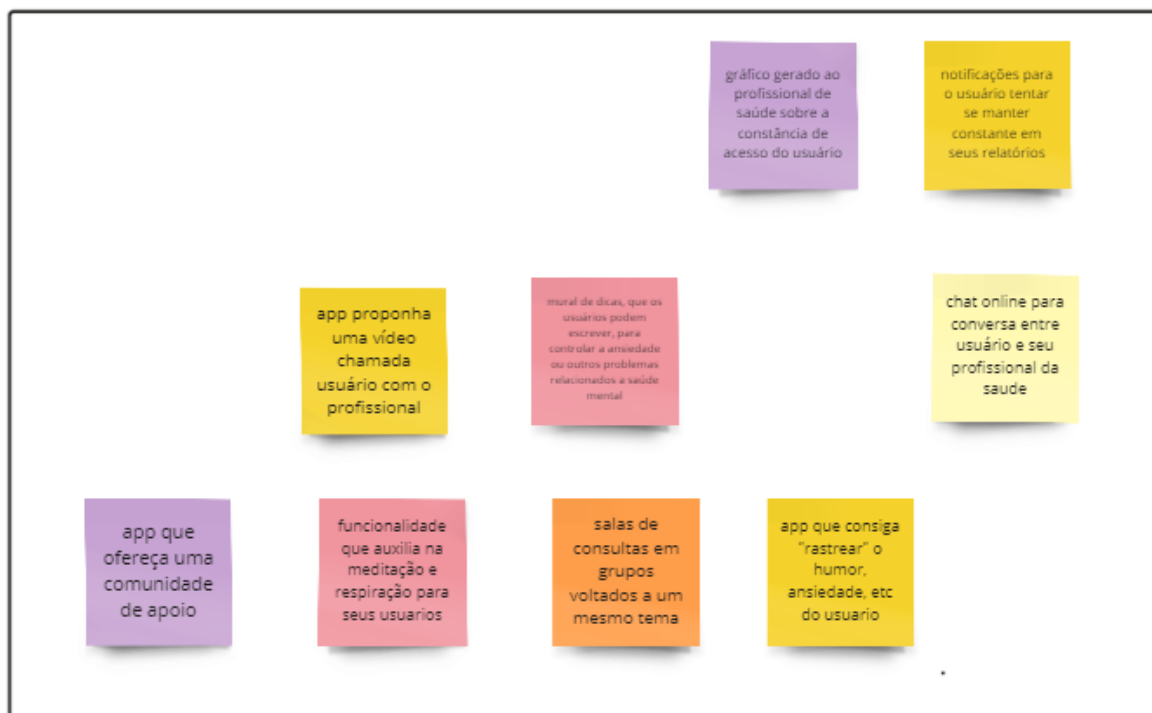 gráfico gerado ao
profissional de
saúde sobre a
constância de
acesso do usuário
notificações para
o usuário tentar
se manter
constante em
seus relatórios
app proponha
uma vídeo
chamada
usuário com o
profissional
mural de dicas, que os
usuários podem
escrever, para
controlar a ansiedade
ou outros problemas
relacionados a saúde
mental
chat online para
conversa entre
usuário e seu
profissional da
saude
app que
ofereça uma
comunidade
de apoio
funcionalidade
que auxilia na
meditação e
respiração para
seus usuarios
salas de
consultas em
grupos
voltados a um
mesmo tema
app que consiga
"rastrear" o
humor,
ansiedade, etc
do usuario